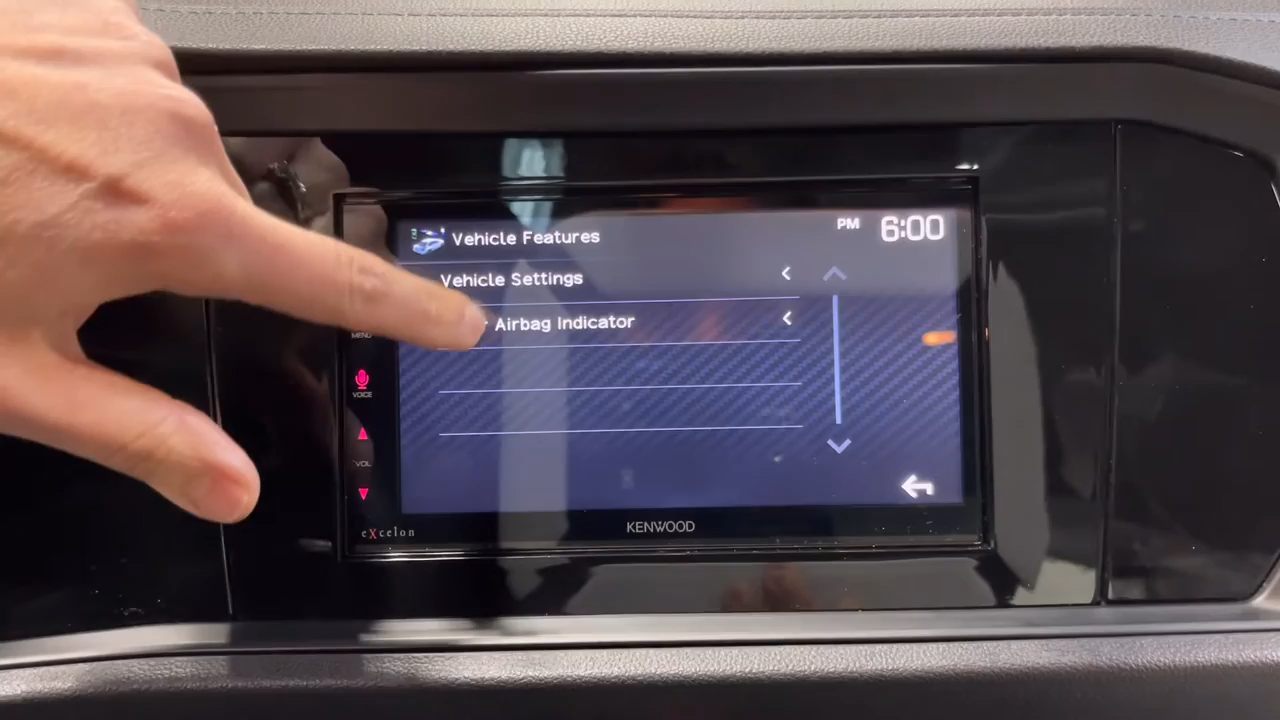 Vehicle Features
PM 6:00
Vehicle Settings
Airbag Indicator
MENU
VOICE
VOL
eXcelon
KENWOOD